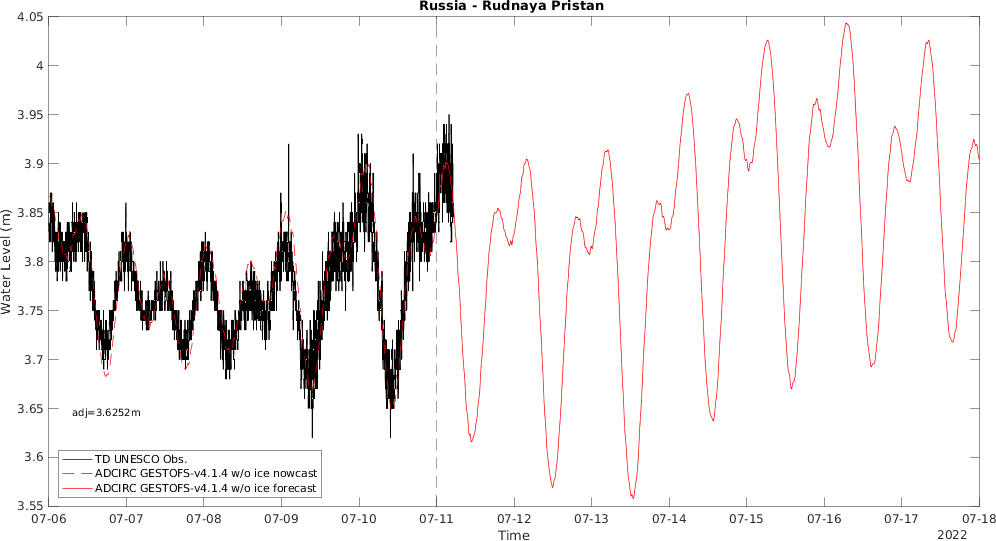 Russia - Rudnaya Pristan
Water Level (m)
4.05
4
3.95
3.9
3.85
3.8
3.75
3.7
3.65
3.6
3.55
adj=3.6252m
TD UNESCO Obs.
ADCIRC GESTOFS-v4.1.4 w/o ice nowcast
ADCIRC GESTOFS-v4.1.4 w/o ice forecast
07-06 07-07 07-08 07-09 07-10 07-11 07-12 07-13 07-14 07-15 07-16 07-17 07-18
Time
2022